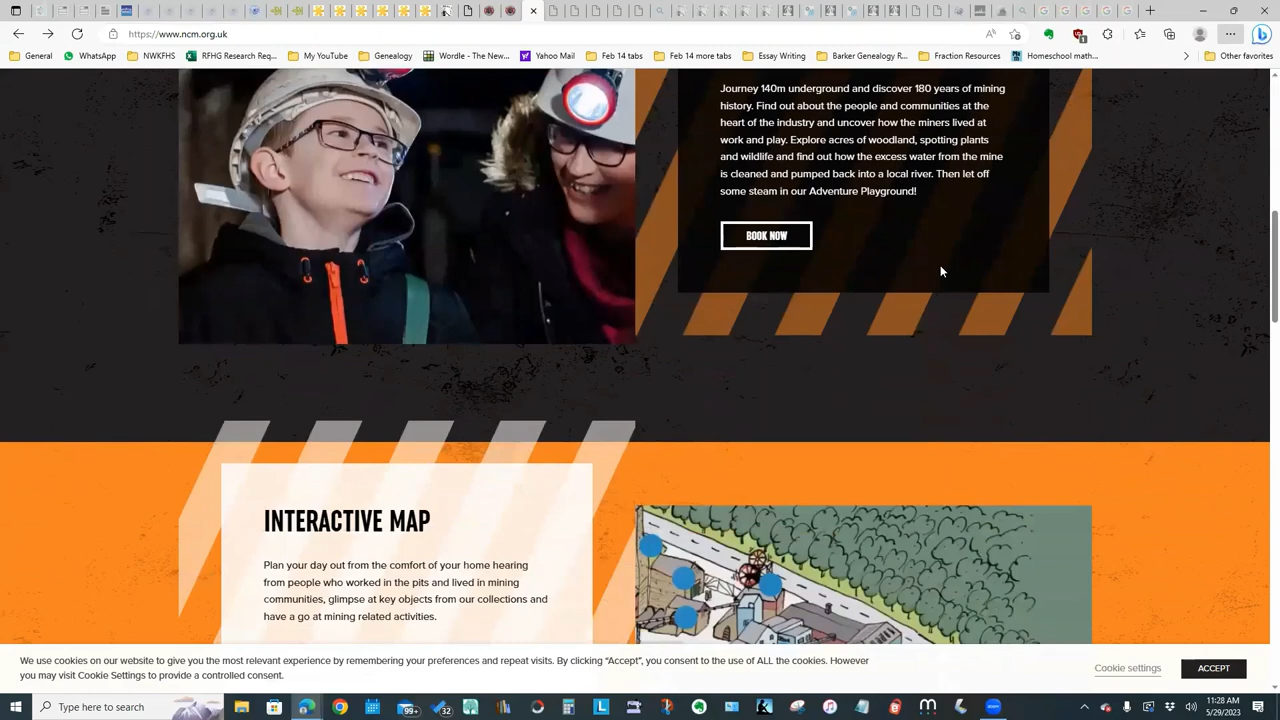 https://www.ncm.org.uk
General
WhatsApp
NWKFHS
RFHG Research Req...
My YouTube
Genealogy
Wordle - The New...
Yahoo Mail
Feb 14 tabs
Feb 14 more tabs
Essay Writing
Barker Genealogy R...
Fraction Resources
Homeschool math...
Other favorites
Journey 140m underground and discover 180 years of mining
history. Find out about the people and communities at the
heart of the industry and uncover how the miners lived at
work and play. Explore acres of woodland, spotting plants
and wildlife and find out how the excess water from the mine
is cleaned and pumped back into a local river. Then let off
some steam in our Adventure Playground!
BOOK NOW
INTERACTIVE MAP
Plan your day out from the comfort of your home hearing
from people who worked in the pits and lived in mining
communities, glimpse at key objects from our collections and
have a go at mining related activities.
We use cookies on our website to give you the most relevant experience by remembering your preferences and repeat visits. By clicking “Accept”, you consent to the use of ALL the cookies. However
you may visit Cookie Settings to provide a controlled consent.
Cookie settings
ACCEPT
Type here to search
99+
32
11:28 AM
5/29/2023